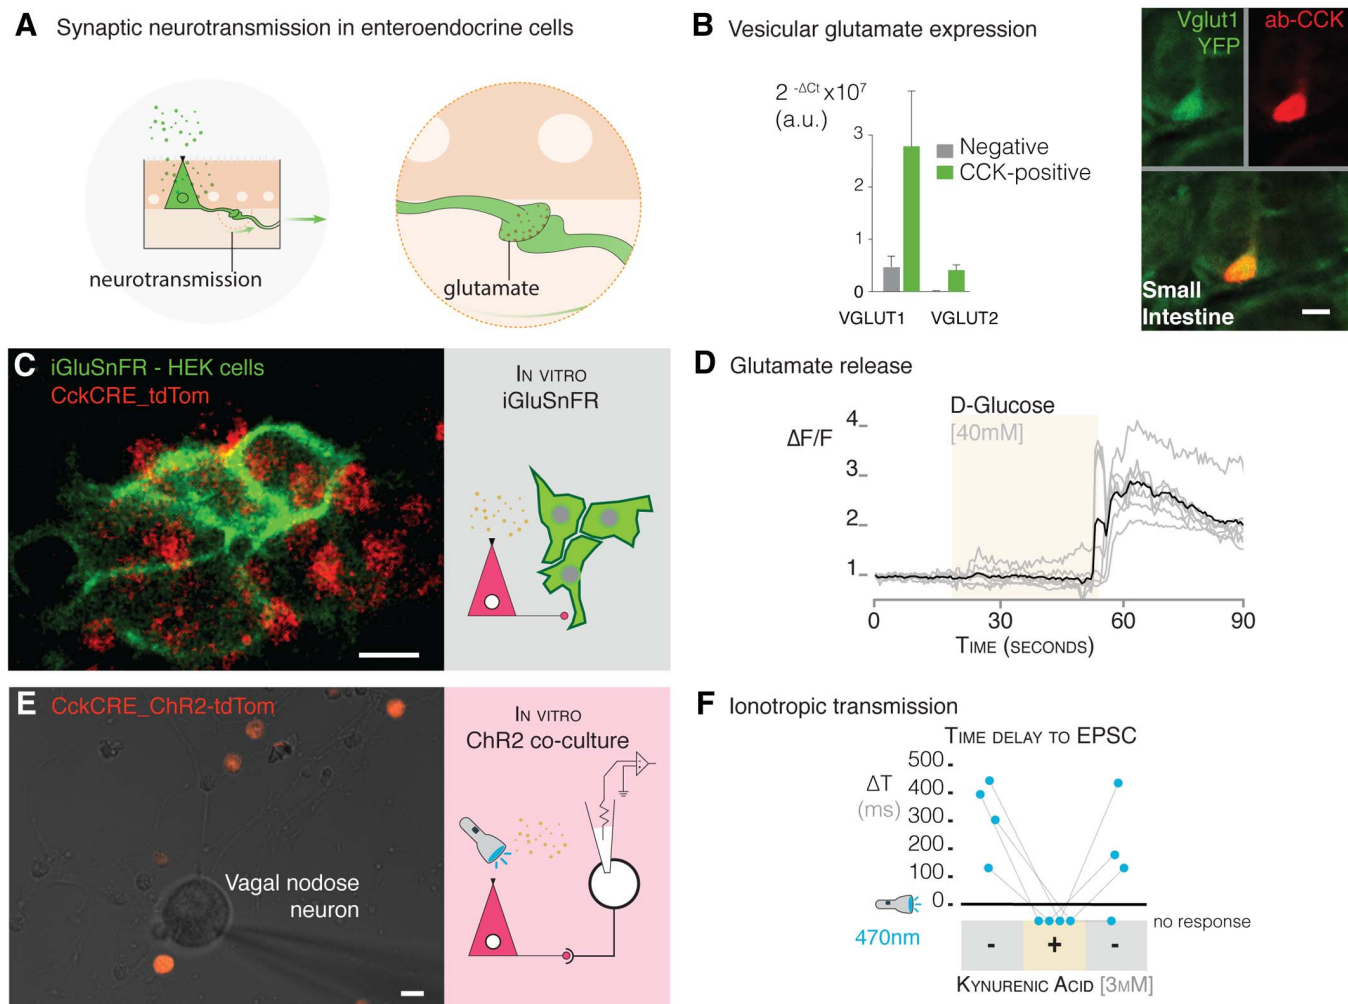 A Synaptic neurotransmission in enteroendocrine cells
neurotransmission
glutamate
B Vesicular glutamate expression
2 -ΔCt x10⁷
(a.u.)
3
2
1
0
Negative
CCK-positive
VGLUT1 VGLUT2
Vglut1
YFP
ab-CCK
Small
Intestine
C iGluSnFR - HEK cells
CckCRE_tdTom
IN VITRO
iGluSnFR
D Glutamate release
D-Glucose
[40mM]
ΔF/F
4
3
2
1
0 30 60 90
TIME (SECONDS)
E CckCRE_ChR2-tdTom
Vagal nodose
neuron
IN VITRO
ChR2 co-culture
F Ionotropic transmission
TIME DELAY TO EPSC
ΔT
(ms)
500
400
300
200
100
0
470nm
no response
- + -
KYNURENIC ACID [3MM]